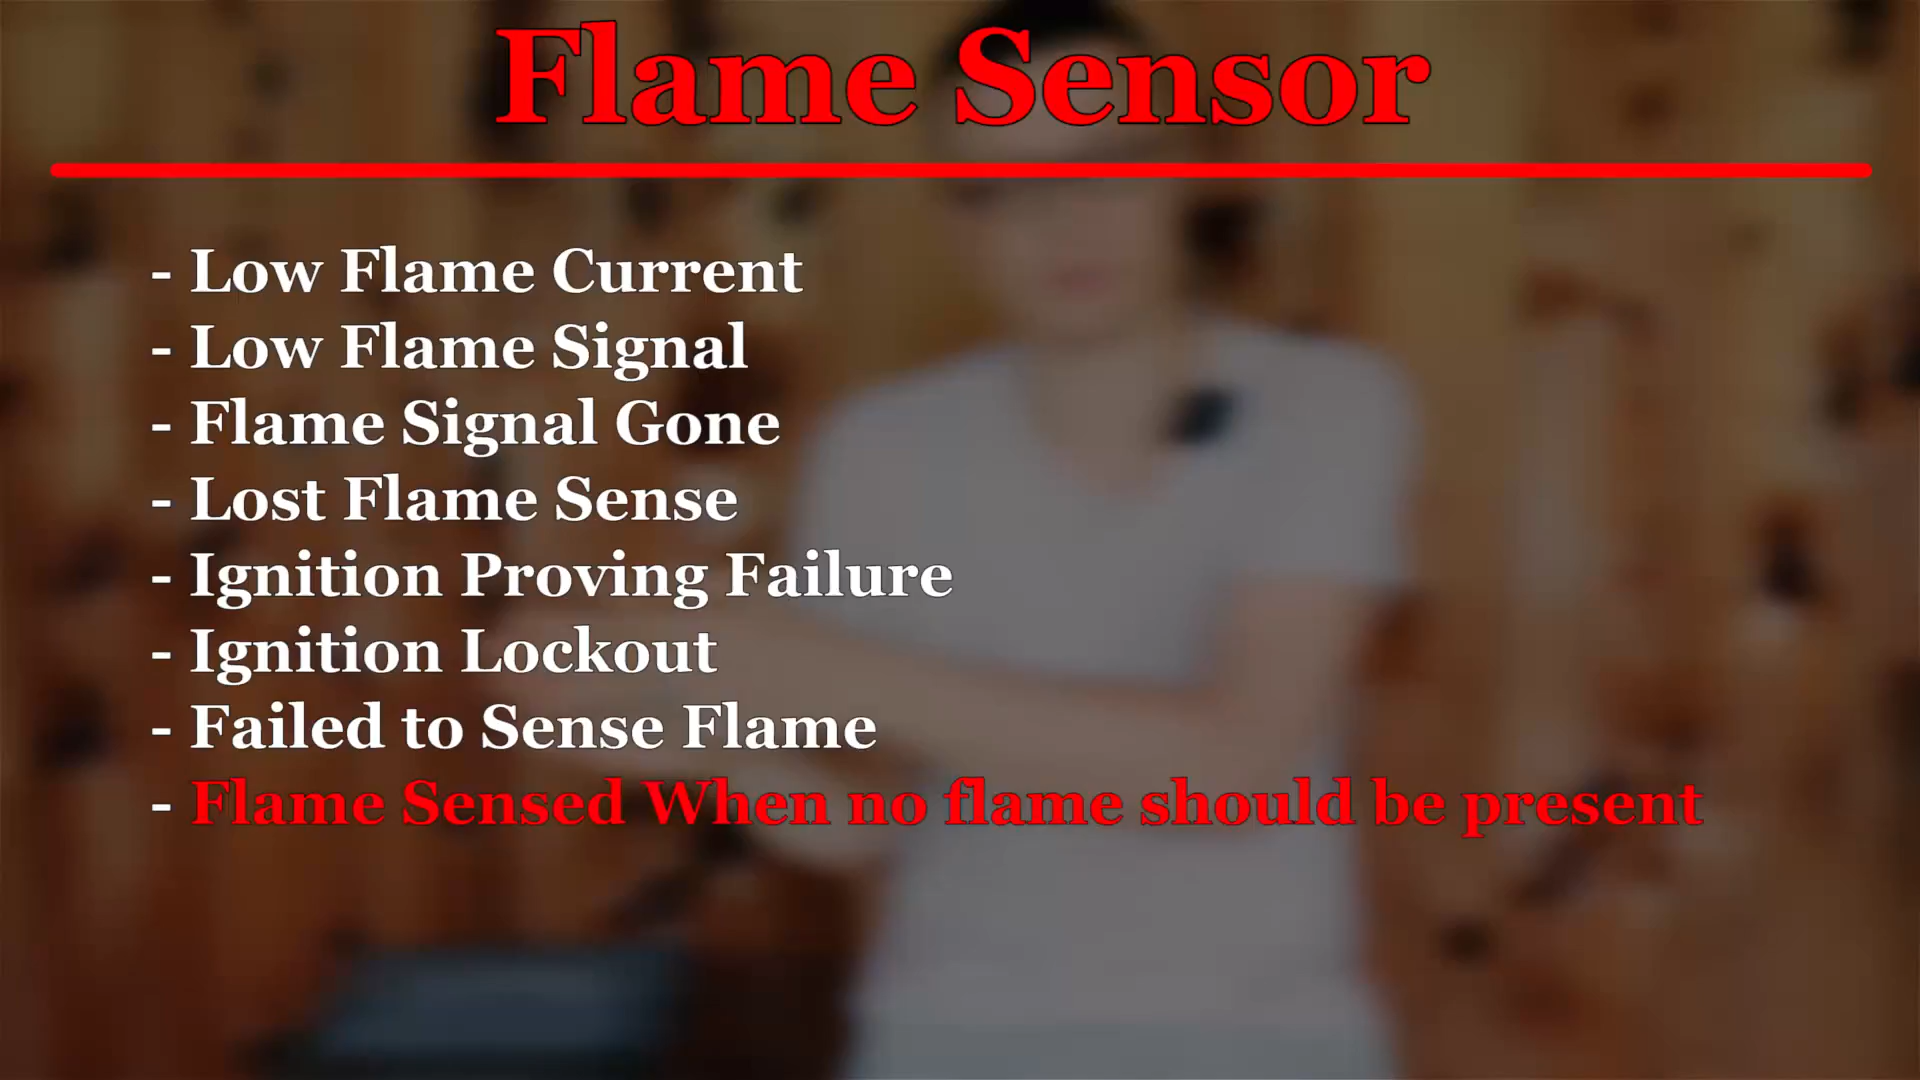 Flame Sensor
- Low Flame Current
- Low Flame Signal
- Flame Signal Gone
- Lost Flame Sense
- Ignition Proving Failure
- Ignition Lockout
- Failed to Sense Flame
- Flame Sensed When no flame should be present